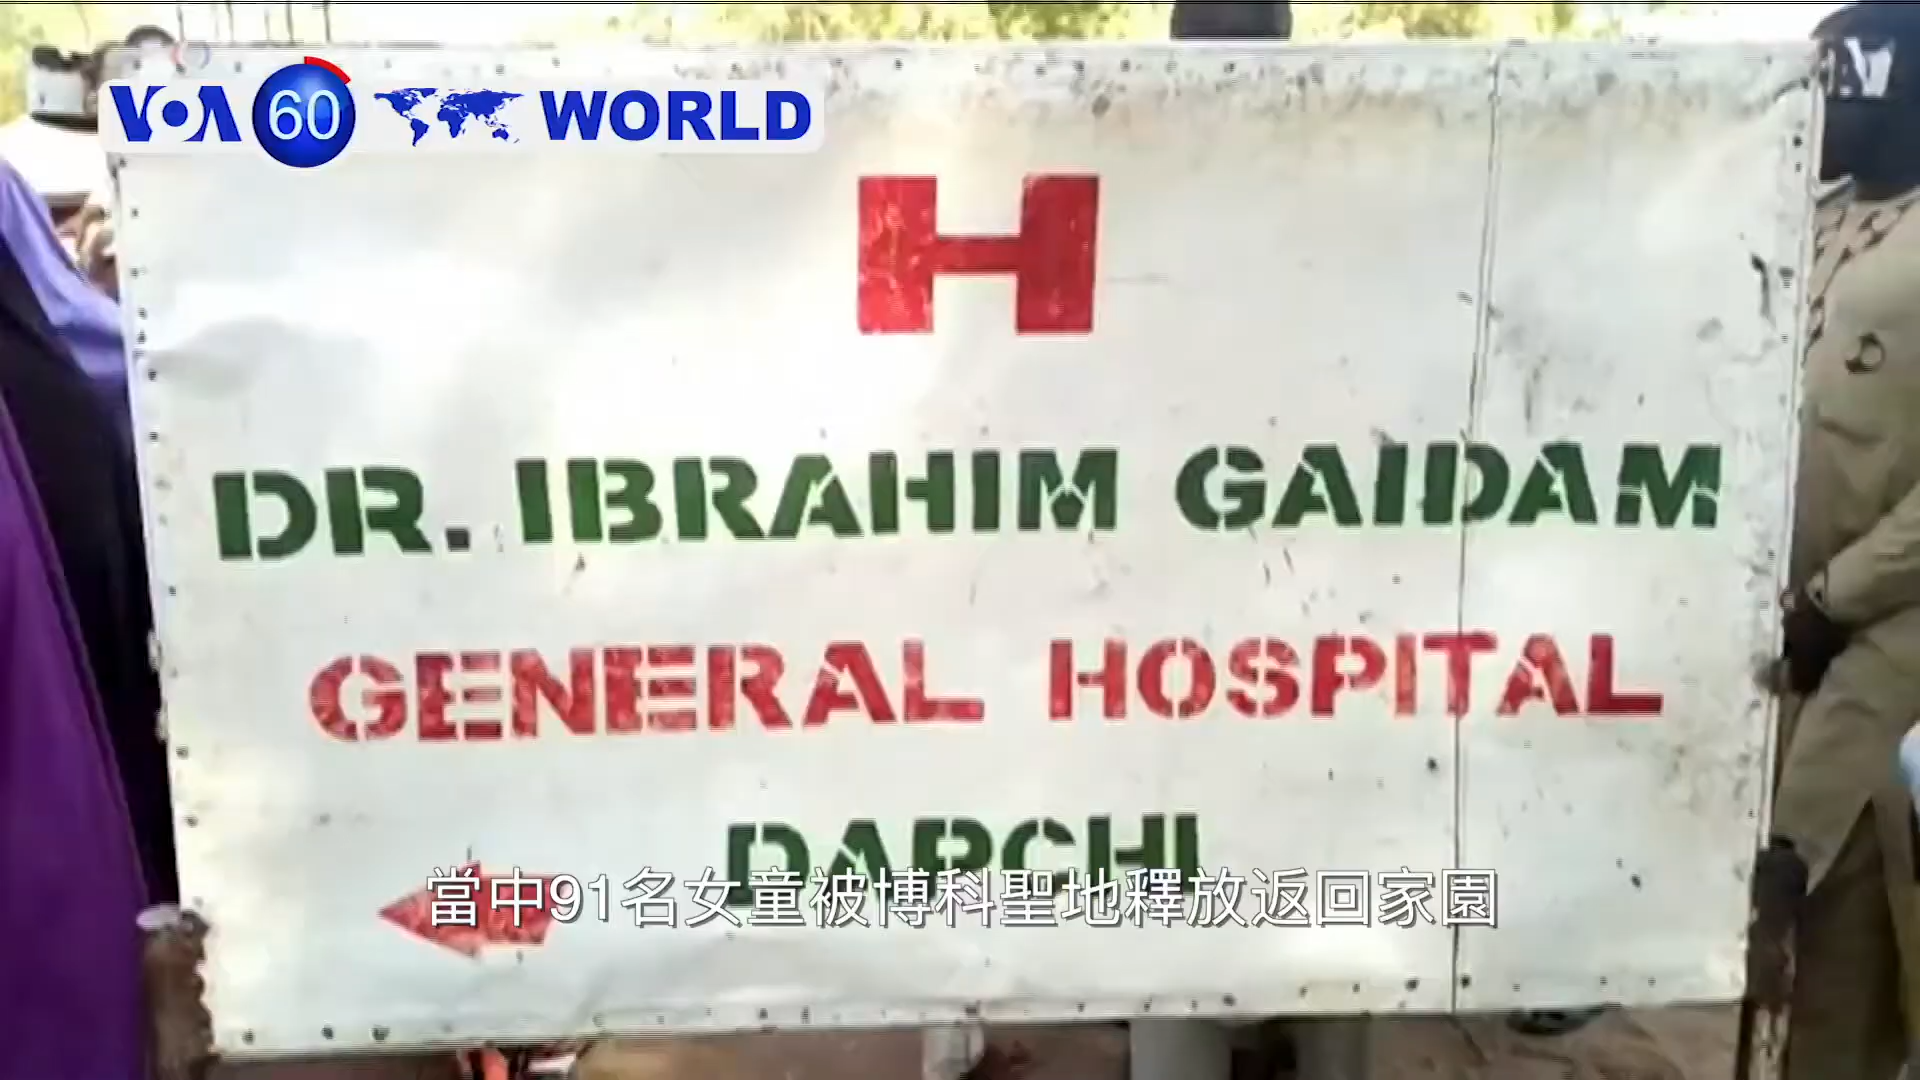 VOA 60 WORLD
H
DR. IBRAHIM GAIDAM
GENERAL HOSPITAL
DAPCHI
當中91名女童被博科聖地釋放返回家園